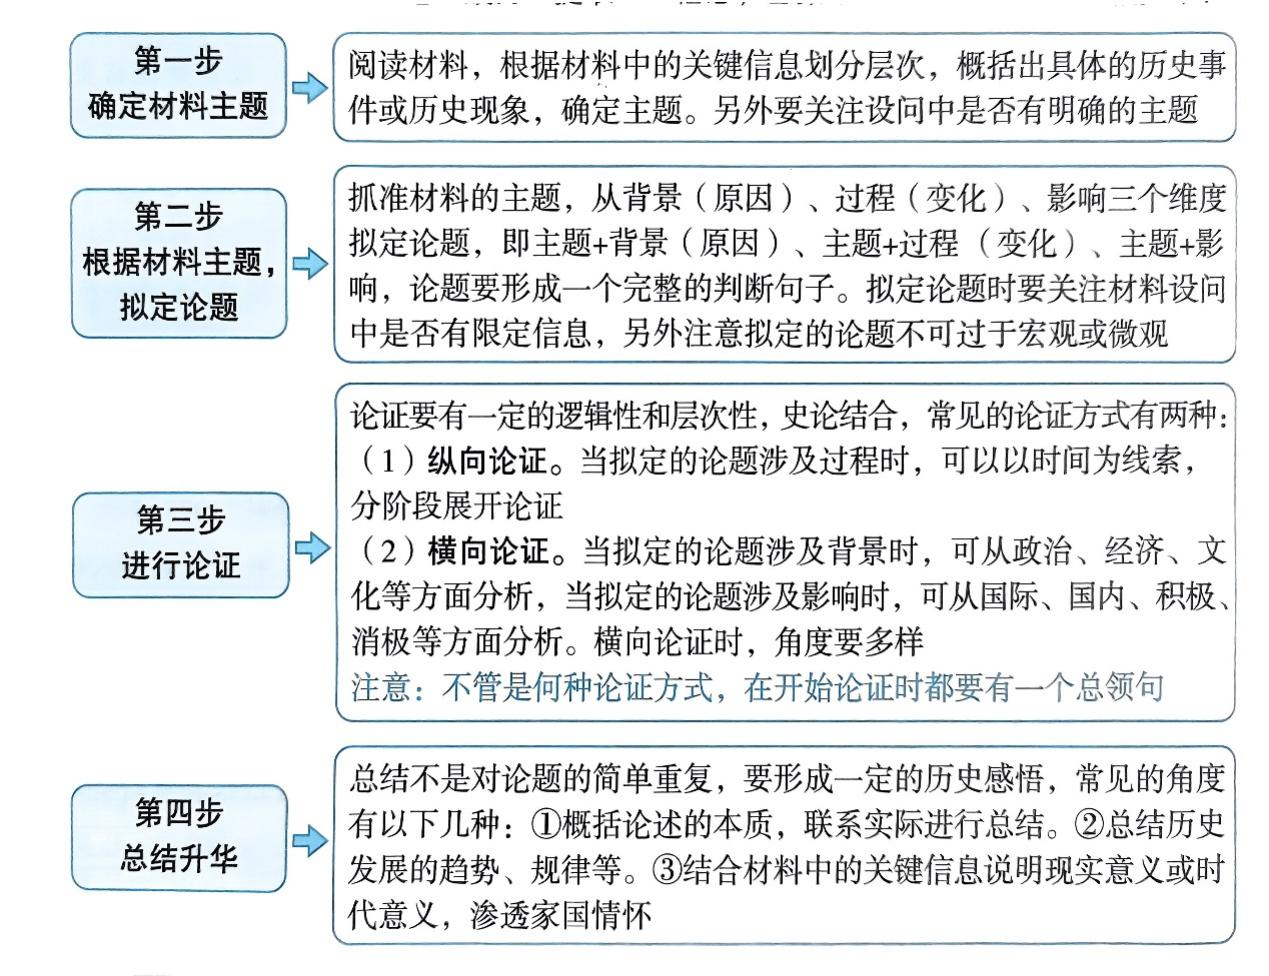 第一步
确定材料主题
阅读材料，根据材料中的关键信息划分层次，概括出具体的历史事
件或历史现象，确定主题。另外要关注设问中是否有明确的主题
第二步
根据材料主题，
拟定论题
抓准材料的主题，从背景（原因）、过程（变化）、影响三个维度
拟定论题，即主题+背景（原因）、主题+过程（变化）、主题+影
响，论题要形成一个完整的判断句子。拟定论题时要关注材料设问
中是否有限定信息，另外注意拟定的论题不可过于宏观或微观
第三步
进行论证
论证要有一定的逻辑性和层次性，史论结合，常见的论证方式有两种：
（1）纵向论证。当拟定的论题涉及过程时，可以以时间为线索，
分阶段展开论证
（2）横向论证。当拟定的论题涉及背景时，可从政治、经济、文
化等方面分析，当拟定的论题涉及影响时，可从国际、国内、积极、
消极等方面分析。横向论证时，角度要多样
注意：不管是何种论证方式，在开始论证时都要有一个总领句
第四步
总结升华
总结不是对论题的简单重复，要形成一定的历史感悟，常见的角度
有以下几种：①概括论述的本质，联系实际进行总结。②总结历史
发展的趋势、规律等。③结合材料中的关键信息说明现实意义或时
代意义，渗透家国情怀